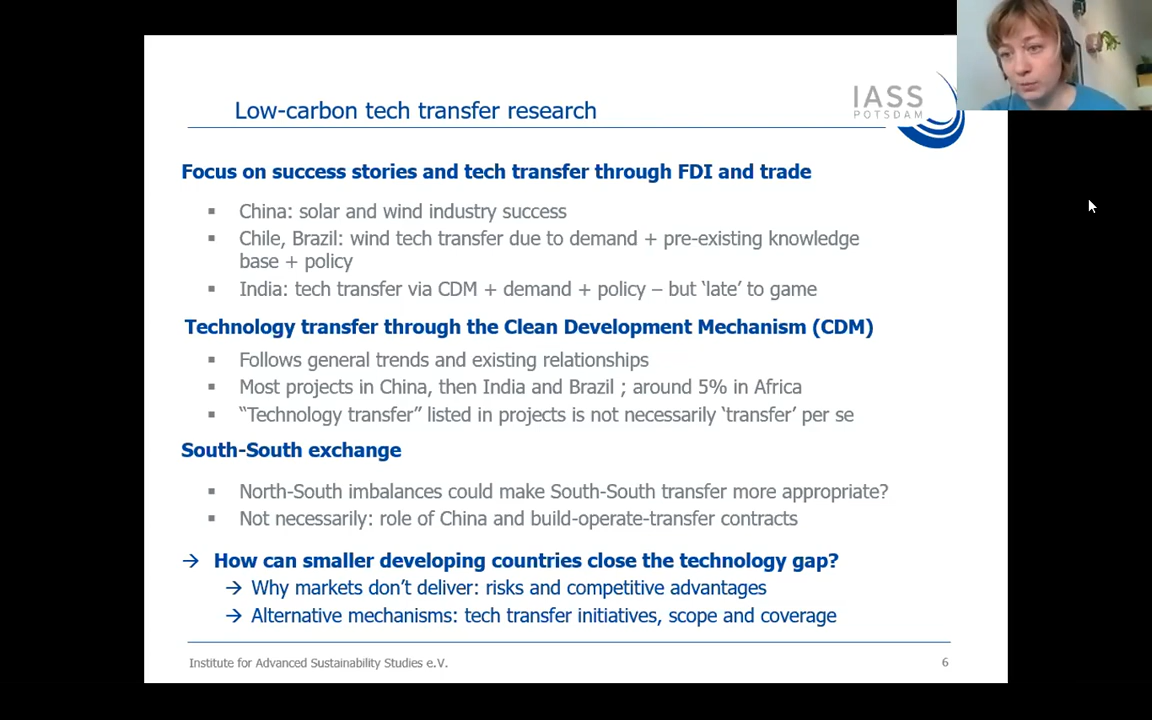 Low-carbon tech transfer research
IASS
POTSDAM
Focus on success stories and tech transfer through FDI and trade
▪ China: solar and wind industry success
▪ Chile, Brazil: wind tech transfer due to demand + pre-existing knowledge
base + policy
▪ India: tech transfer via CDM + demand + policy – but ‘late’ to game
Technology transfer through the Clean Development Mechanism (CDM)
▪ Follows general trends and existing relationships
▪ Most projects in China, then India and Brazil ; around 5% in Africa
▪ “Technology transfer” listed in projects is not necessarily ‘transfer’ per se
South-South exchange
▪ North-South imbalances could make South-South transfer more appropriate?
▪ Not necessarily: role of China and build-operate-transfer contracts
→ How can smaller developing countries close the technology gap?
→ Why markets don’t deliver: risks and competitive advantages
→ Alternative mechanisms: tech transfer initiatives, scope and coverage
Institute for Advanced Sustainability Studies e.V.
6